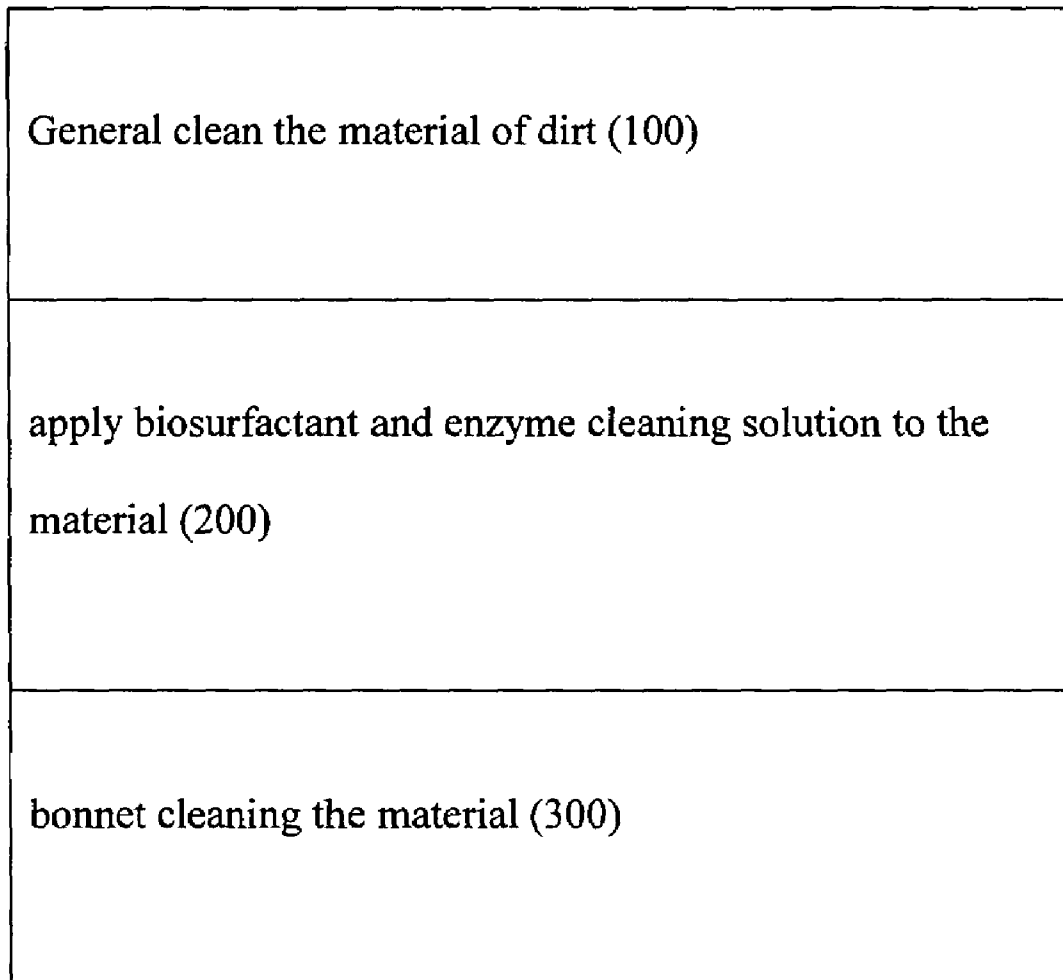 General clean the material of dirt (100)
apply biosurfactant and enzyme cleaning solution to the
material (200)
bonnet cleaning the material (300)